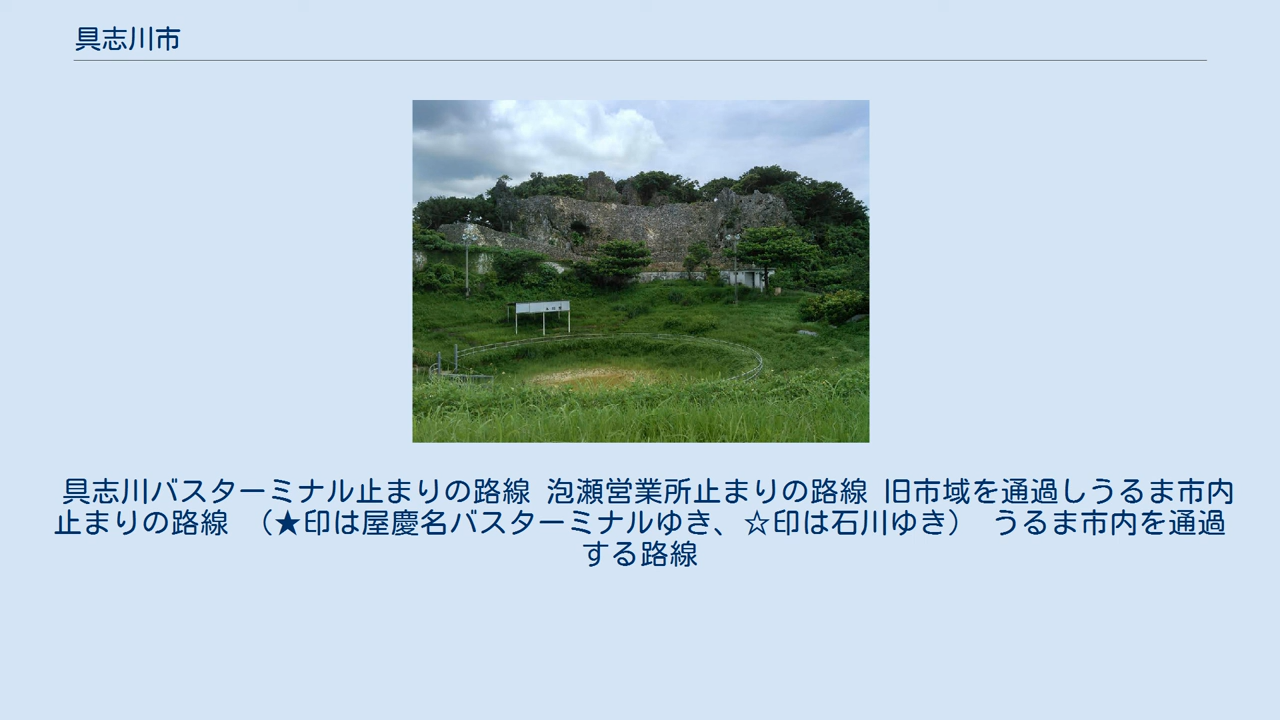 具志川市
具志川バスターミナル止まりの路線 泡瀬営業所止まりの路線 旧市域を通過しうるま市内
止まりの路線 （★印は屋慶名バスターミナルゆき、☆印は石川ゆき） うるま市内を通過
する路線